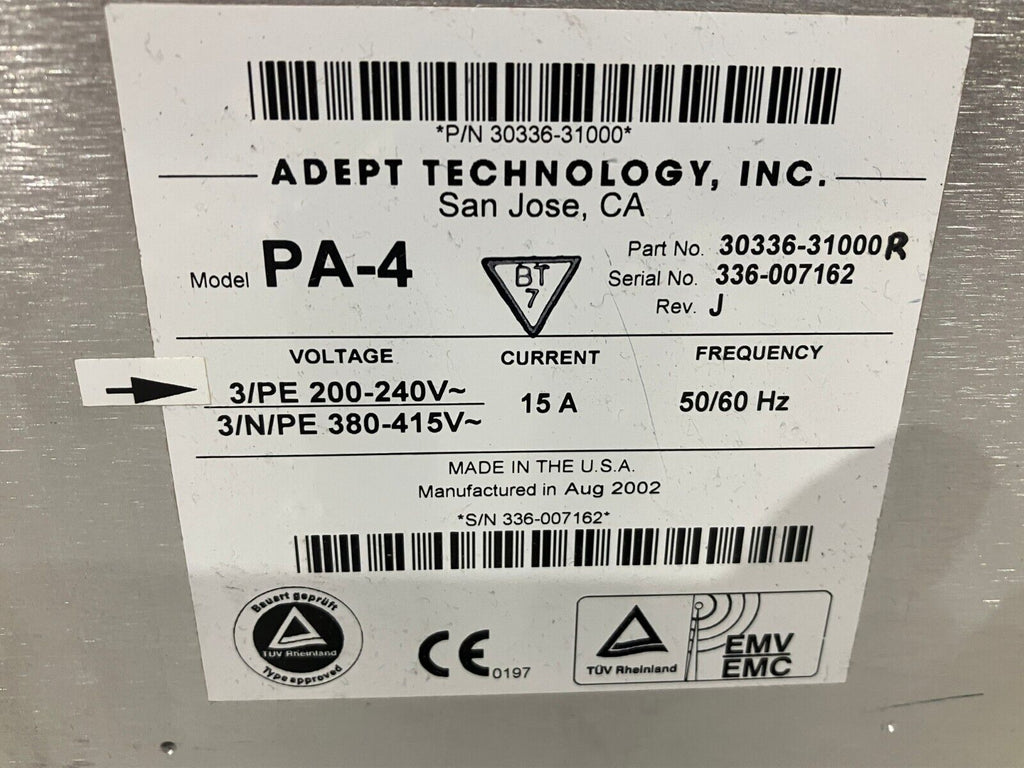 *P/N 30336-31000*
ADEPT TECHNOLOGY, INC.
San Jose, CA
Model PA-4
BT
7
Part No. 30336-31000R
Serial No. 336-007162
Rev. J
VOLTAGE CURRENT FREQUENCY
3/PE 200-240V~ 15 A 50/60 Hz
3/N/PE 380-415V~
MADE IN THE U.S.A.
Manufactured in Aug 2002
*S/N 336-007162*
Bauart geprüft
TÜV Rheinland
Type approved
CE 0197
TÜV Rheinland
EMV
EMC